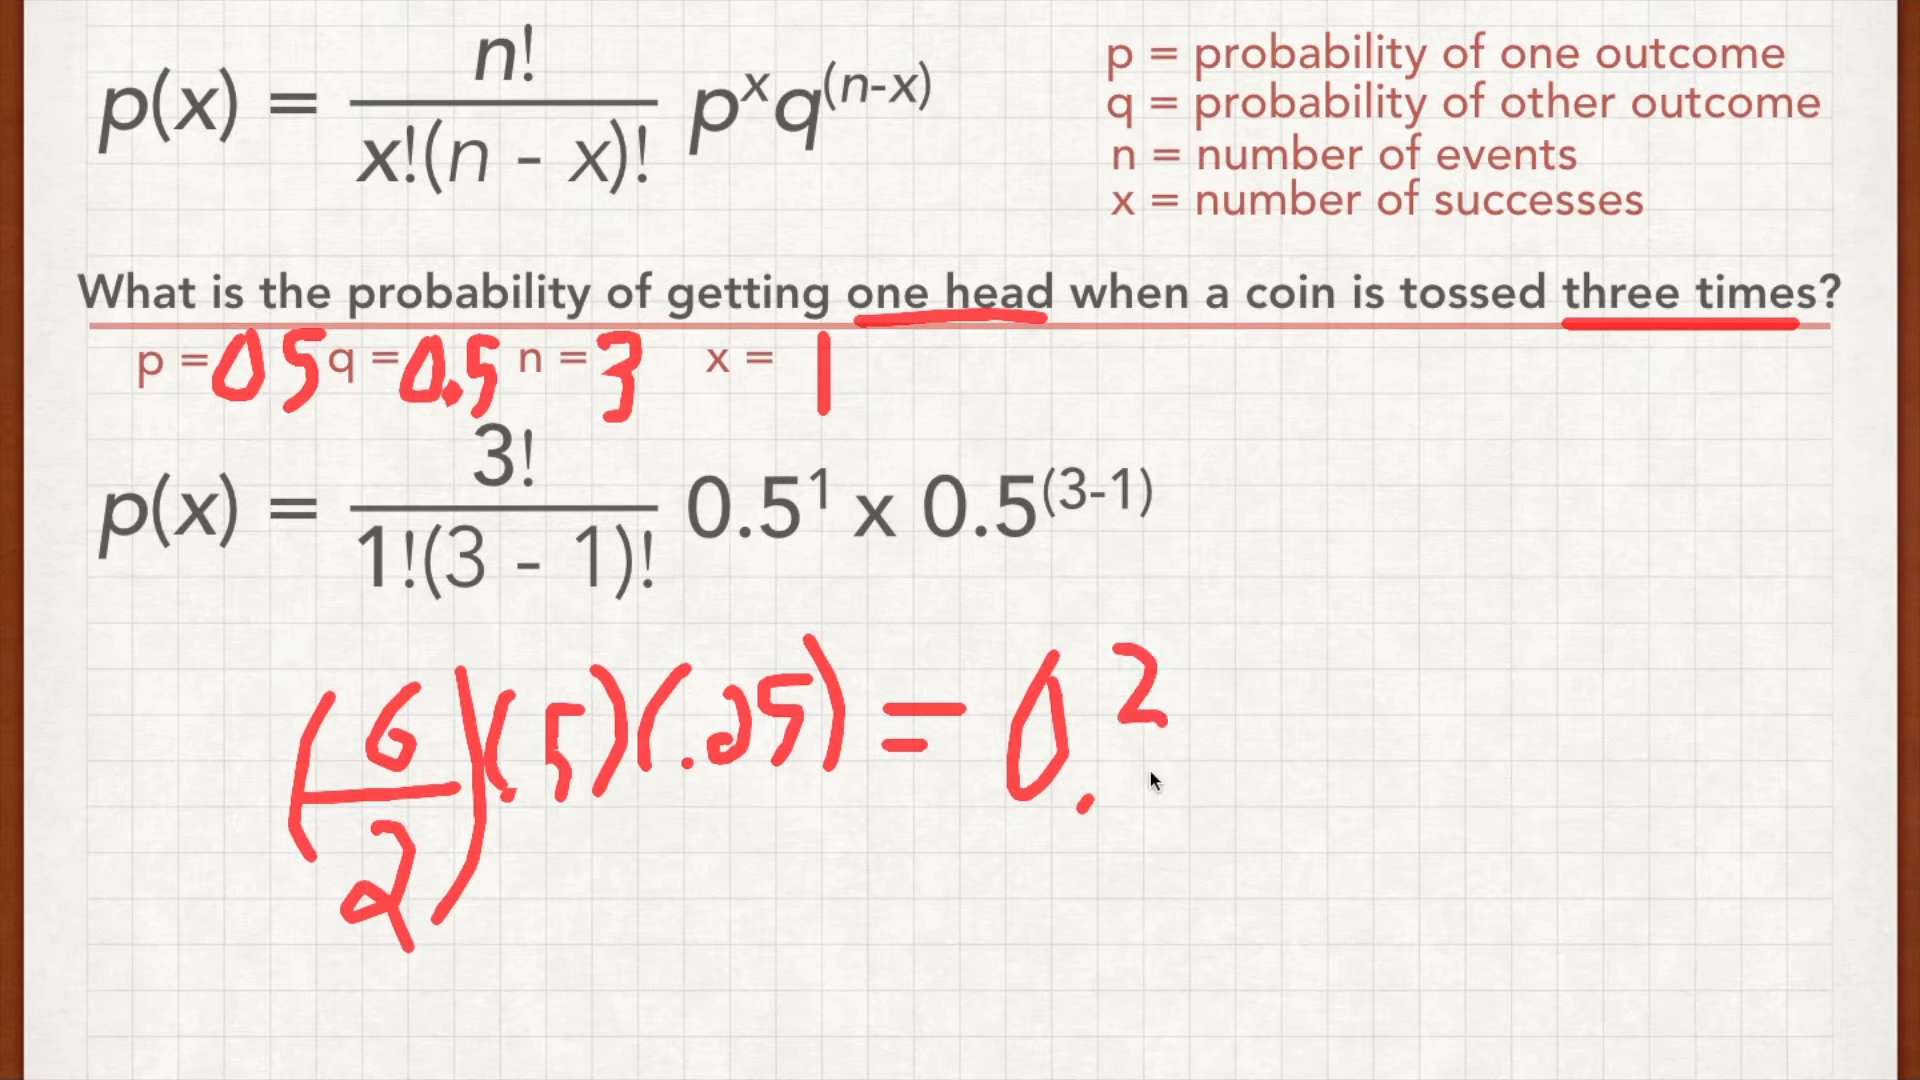 p(x) = n! / x!(n - x)! pˣq⁽ⁿ⁻ˣ⁾
p = probability of one outcome
q = probability of other outcome
n = number of events
x = number of successes
What is the probability of getting one head when a coin is tossed three times?
p = 05 q = 0.5 n = 3 x = 1
p(x) = 3! / 1!(3 - 1)! 0.5¹ x 0.5⁽³⁻¹⁾
(6/2)(.5)(.25) = 0.2